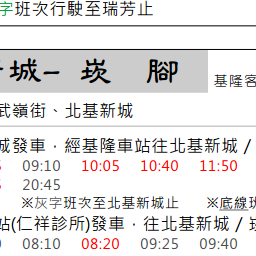 字班次行駛至瑞芳止
城– 崁 腳
基隆客
武嶺街、北基新城
城發車，經基隆車站往北基新城 /
09:10 10:05 10:40 11:50
20:45
※灰字班次至北基新城止 ※底線班
站(仁祥診所)發車，往北基新城 /
08:10 08:20 09:25 09:40